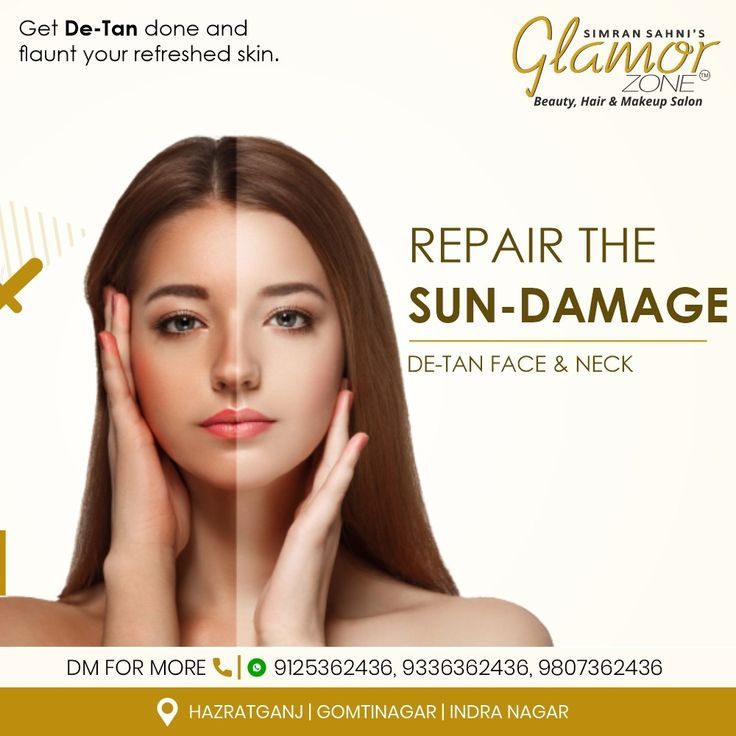 Get De-Tan done and
flaunt your refreshed skin.
SIMRAN SAHNI'S
Glamor
ZONE™
Beauty, Hair & Makeup Salon
REPAIR THE
SUN-DAMAGE
DE-TAN FACE & NECK
DM FOR MORE | 9125362436, 9336362436, 9807362436
HAZRATGANJ | GOMTINAGAR | INDRA NAGAR